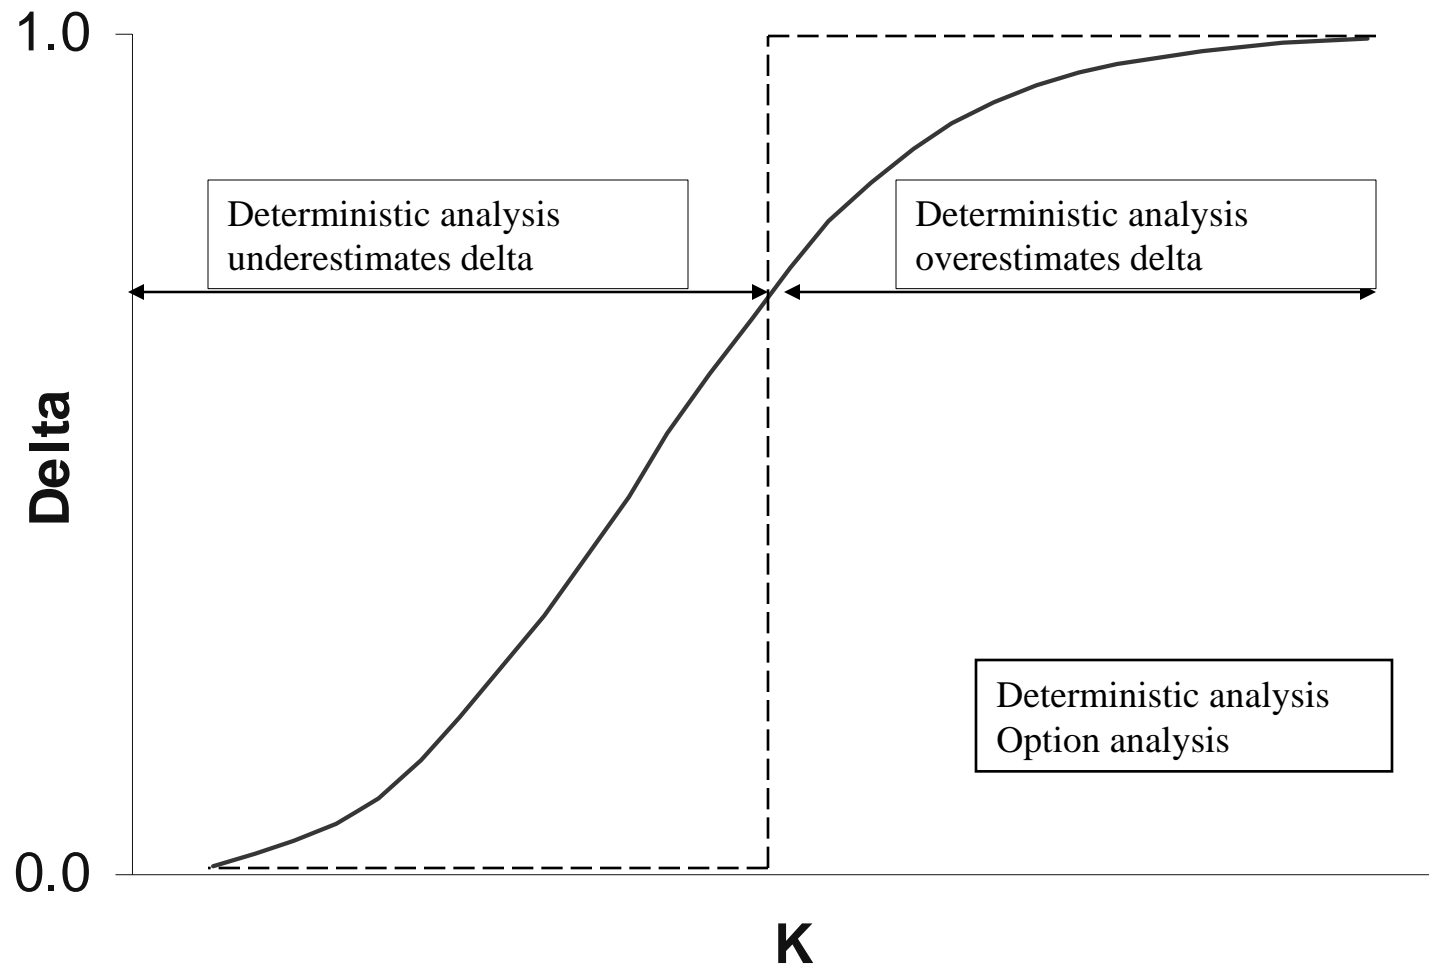 1.0
Deterministic analysis
underestimates delta
Deterministic analysis
overestimates delta
Delta
Deterministic analysis
Option analysis
0.0
K